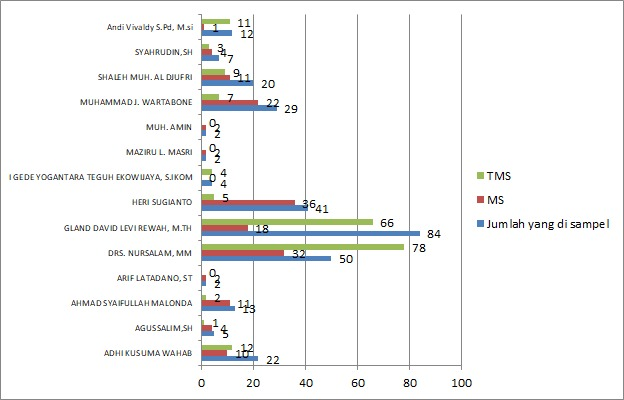 Andi Vivaldy S.Pd, M.si
11
1
12
SYAHRUDIN,SH
3
4
7
SHALEH MUH. AL DJUFRI
9
11
20
MUHAMMAD J. WARTABONE
7
22
29
MUH. AMIN
0
2
2
MAZIRU L. MASRI
0
2
2
I GEDE YOGANTARA TEGUH EKOWIJAYA, S.IKOM
4
0
4
HERI SUGIANTO
5
36
41
GLAND DAVID LEVI REWAH, M.TH
66
18
84
DRS. NURSALAM, MM
78
32
50
ARIF LATADANO, ST
0
2
2
AHMAD SYAIFULLAH MALONDA
2
11
13
AGUSSALIM,SH
1
4
5
ADHI KUSUMA WAHAB
12
10
22
0 20 40 60 80 100
TMS
MS
Jumlah yang di sampel